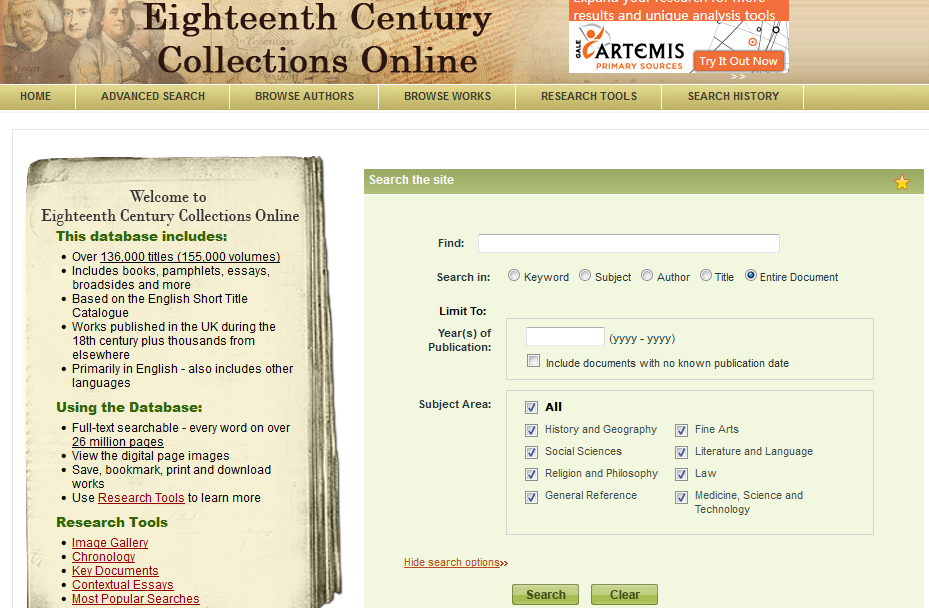 Eighteenth Century
Collections Online
Expand your research for more
results and unique analysis tools
GALE
ARTEMIS
PRIMARY SOURCES
Try It Out Now
>>
HOME
ADVANCED SEARCH
BROWSE AUTHORS
BROWSE WORKS
RESEARCH TOOLS
SEARCH HISTORY
Welcome to
Eighteenth Century Collections Online
This database includes:
• Over 136,000 titles (155,000 volumes)
• Includes books, pamphlets, essays,
broadsides and more
• Based on the English Short Title
Catalogue
• Works published in the UK during the
18th century plus thousands from
elsewhere
• Primarily in English - also includes other
languages
Using the Database:
• Full-text searchable - every word on over
26 million pages
• View the digital page images
• Save, bookmark, print and download
works
• Use Research Tools to learn more
Research Tools
• Image Gallery
• Chronology
• Key Documents
• Contextual Essays
• Most Popular Searches
Search the site
Find:
Search in: Keyword Subject Author Title Entire Document
Limit To:
Year(s) of
Publication:
(yyyy - yyyy)
Include documents with no known publication date
Subject Area:
All
History and Geography
Fine Arts
Social Sciences
Literature and Language
Religion and Philosophy
Law
General Reference
Medicine, Science and
Technology
Hide search options>>
Search
Clear